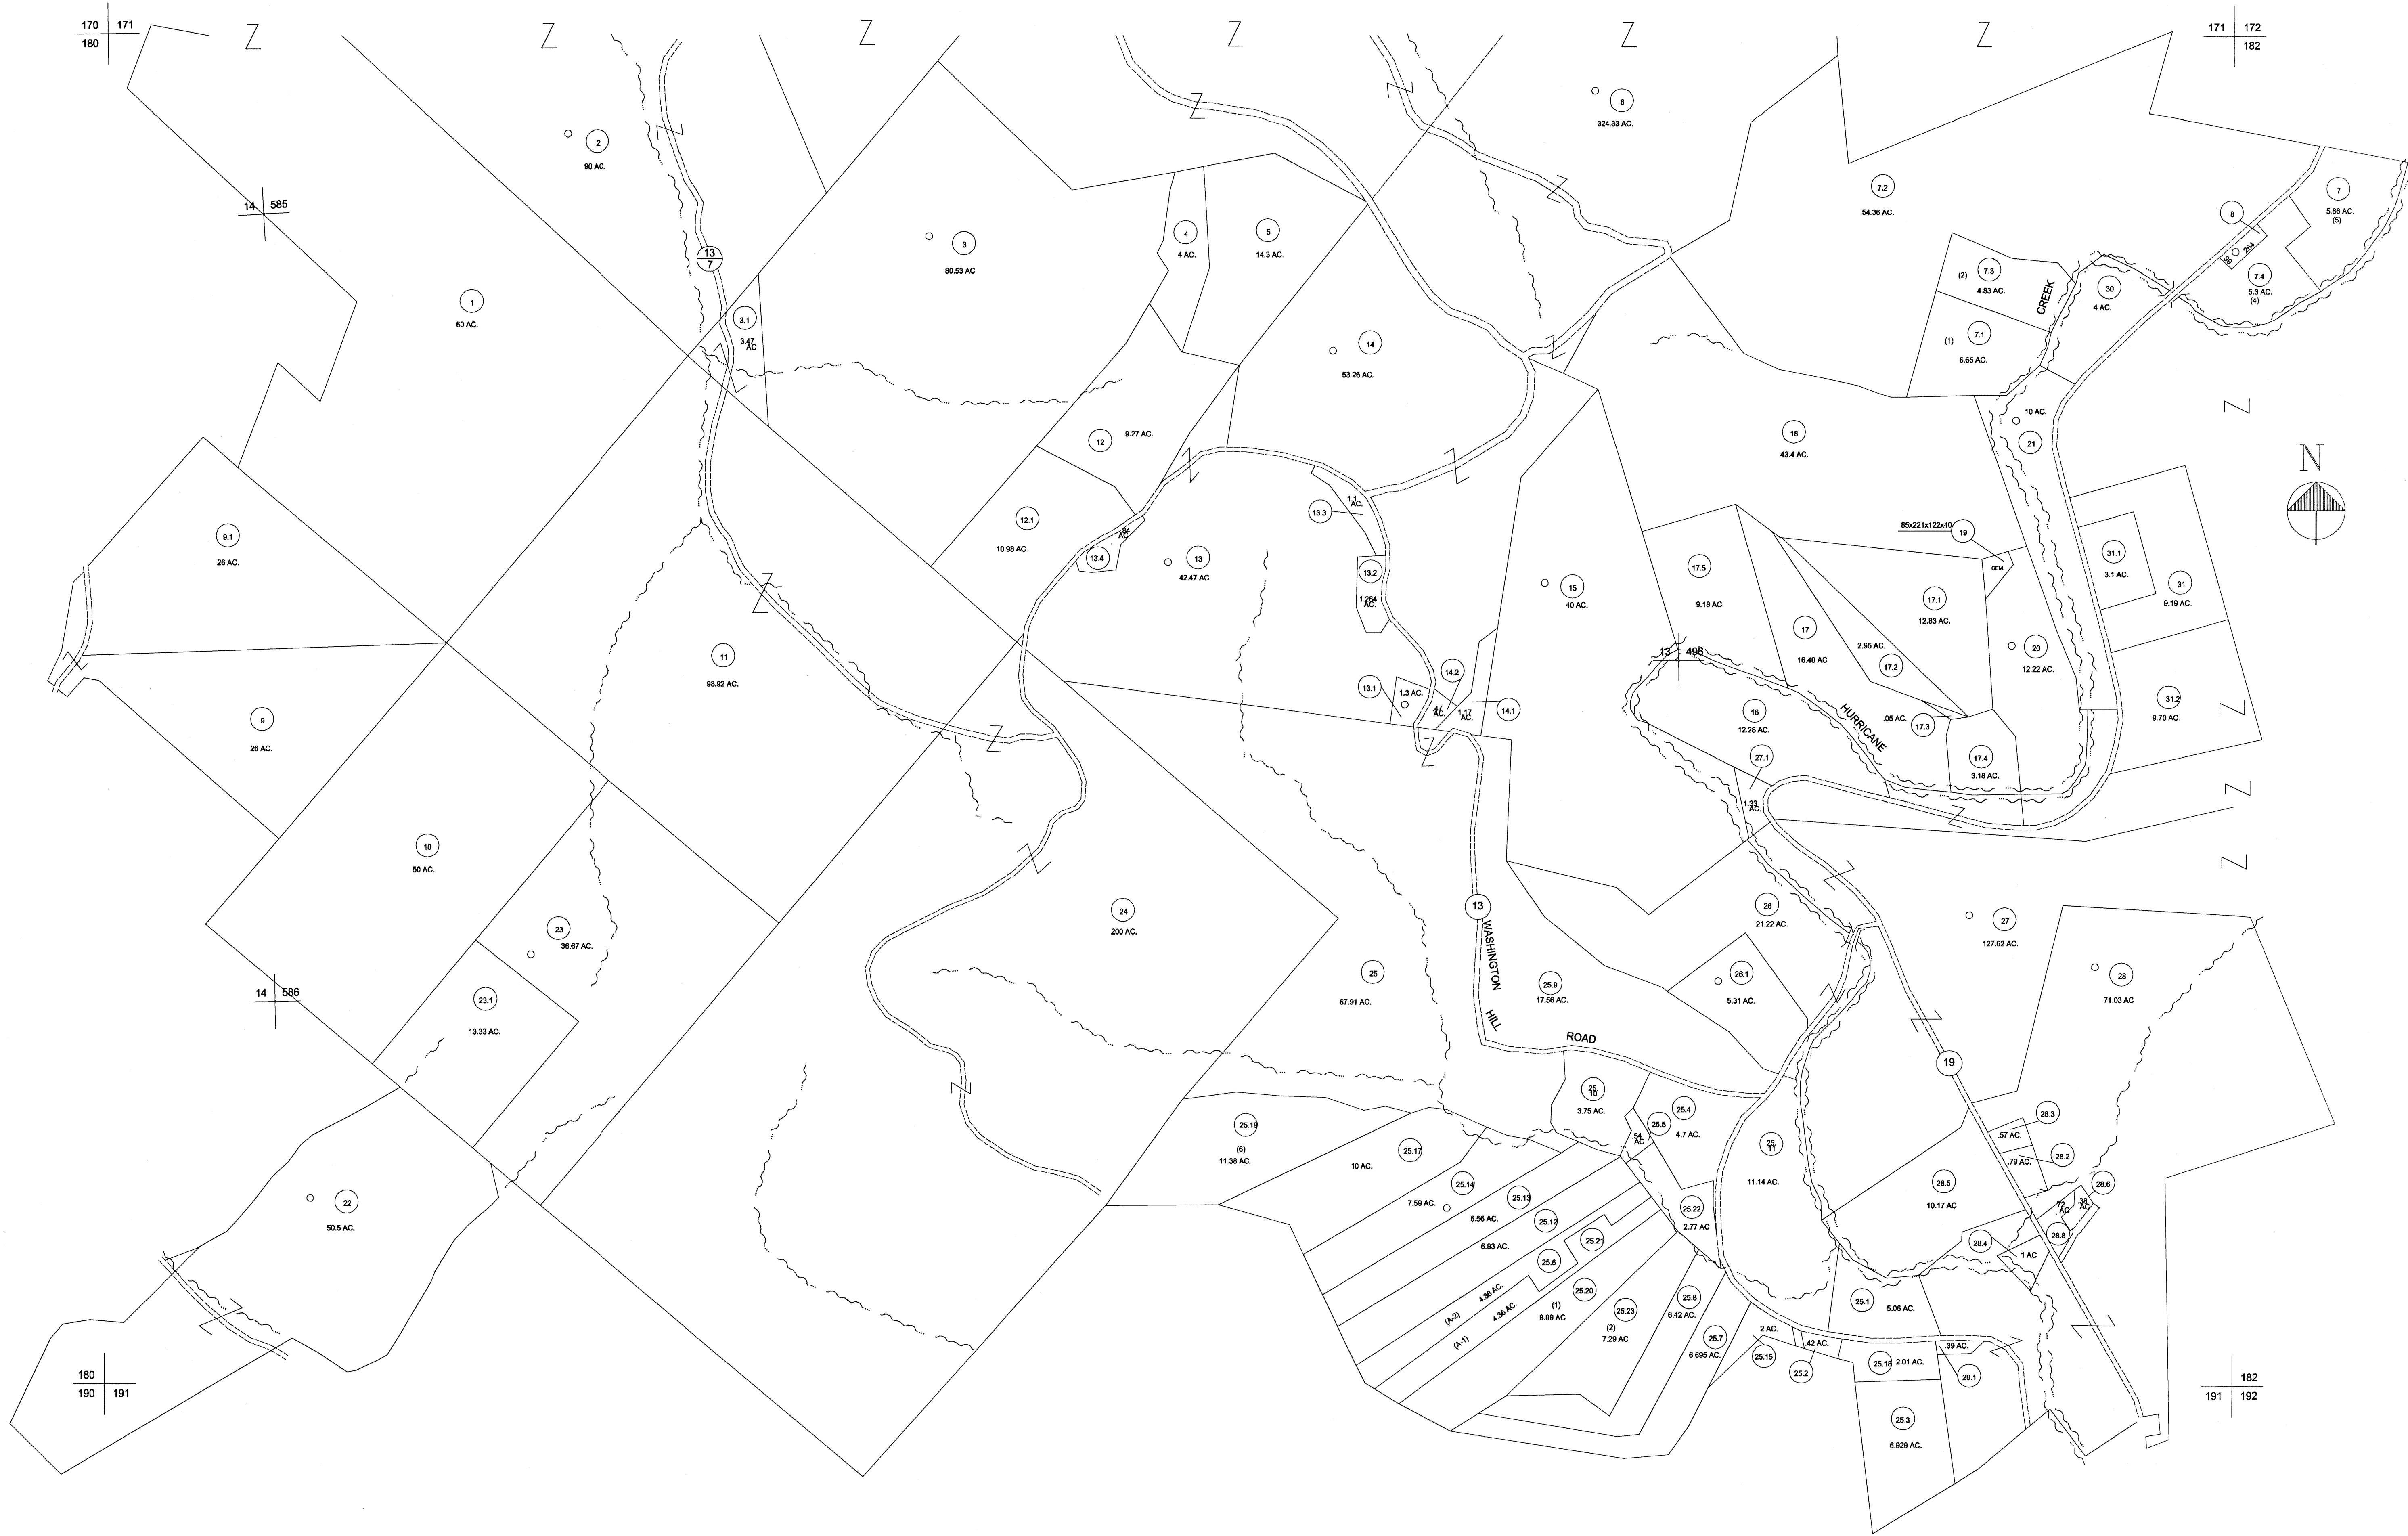 170 171
180
171 172
182
14 585
2
90 AC.
6
324.33 AC.
7.2
54.36 AC.
7
5.86 AC.
(5)
8
264
7.4
5.3 AC.
(4)
13
7
3
80.53 AC
4
4 AC.
5
14.3 AC.
7.3
(2)
4.83 AC.
CREEK
30
4 AC.
7.1
(1)
6.65 AC.
1
60 AC.
3.1
3.47
AC
14
53.26 AC.
12
9.27 AC.
18
43.4 AC.
10 AC.
21
N
9.1
26 AC.
12.1
10.98 AC.
.84
AC
13.4
13
42.47 AC
1.1
AC.
13.3
13.2
1.284
AC.
15
40 AC.
17.5
9.18 AC
85x221x122x40
19
31.1
3.1 AC.
31
9.19 AC.
17.1
12.83 AC.
17
16.40 AC
2.95 AC.
17.2
20
12.22 AC.
11
98.92 AC.
13 496
9
26 AC.
14.2
13.1
1.3 AC.
.47
AC.
1.17
AC.
14.1
16
12.28 AC.
HURRICANE
.05 AC.
17.3
31.2
9.70 AC.
27.1
1.33
AC.
17.4
3.18 AC.
10
50 AC.
23
36.67 AC.
24
200 AC.
13
WASHINGTON
HILL
ROAD
26
21.22 AC.
27
127.62 AC.
14 586
23.1
13.33 AC.
25
67.91 AC.
25.9
17.56 AC.
26.1
5.31 AC.
28
71.03 AC
19
25.19
(6)
11.38 AC.
25.17
10 AC.
25.
10
3.75 AC.
25.4
4.7 AC.
25.5
.54
AC
25.
11
11.14 AC.
28.3
.57 AC.
28.2
.79 AC.
22
50.5 AC.
25.14
7.59 AC.
25.13
6.56 AC.
25.12
6.93 AC.
25.22
2.77 AC
28.5
10.17 AC
28.6
.72
AC
.38
AC
28.8
28.4
1 AC
25.21
25.6
(A-2)
4.36 AC.
(A-1)
4.36 AC.
25.20
(1)
8.99 AC
25.23
(2)
7.29 AC
25.8
6.42 AC.
25.7
6.695 AC.
25.1
5.06 AC.
2 AC.
25.15
.42 AC.
25.2
25.18
2.01 AC.
.39 AC.
28.1
25.3
6.929 AC.
180
190 191
182
191 192